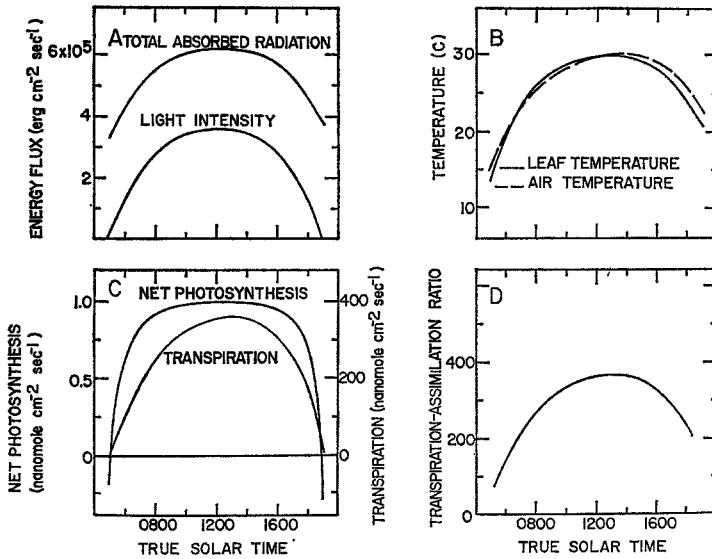 A TOTAL ABSORBED RADIATION
LIGHT INTENSITY
ENERGY FLUX (erg cm-2 sec-1)
6x10⁵
4
2
B
TEMPERATURE (C)
30
20
10
LEAF TEMPERATURE
AIR TEMPERATURE
C
NET PHOTOSYNTHESIS
TRANSPIRATION
NET PHOTOSYNTHESIS
(nanomole cm-2 sec-1)
1.0
0.5
0
TRANSPIRATION (nanomole cm-2 sec-1)
400
200
0
0800 1200 1600
TRUE SOLAR TIME
D
TRANSPIRATION-ASSIMILATION RATIO
400
200
0
0800 1200 1600
TRUE SOLAR TIME